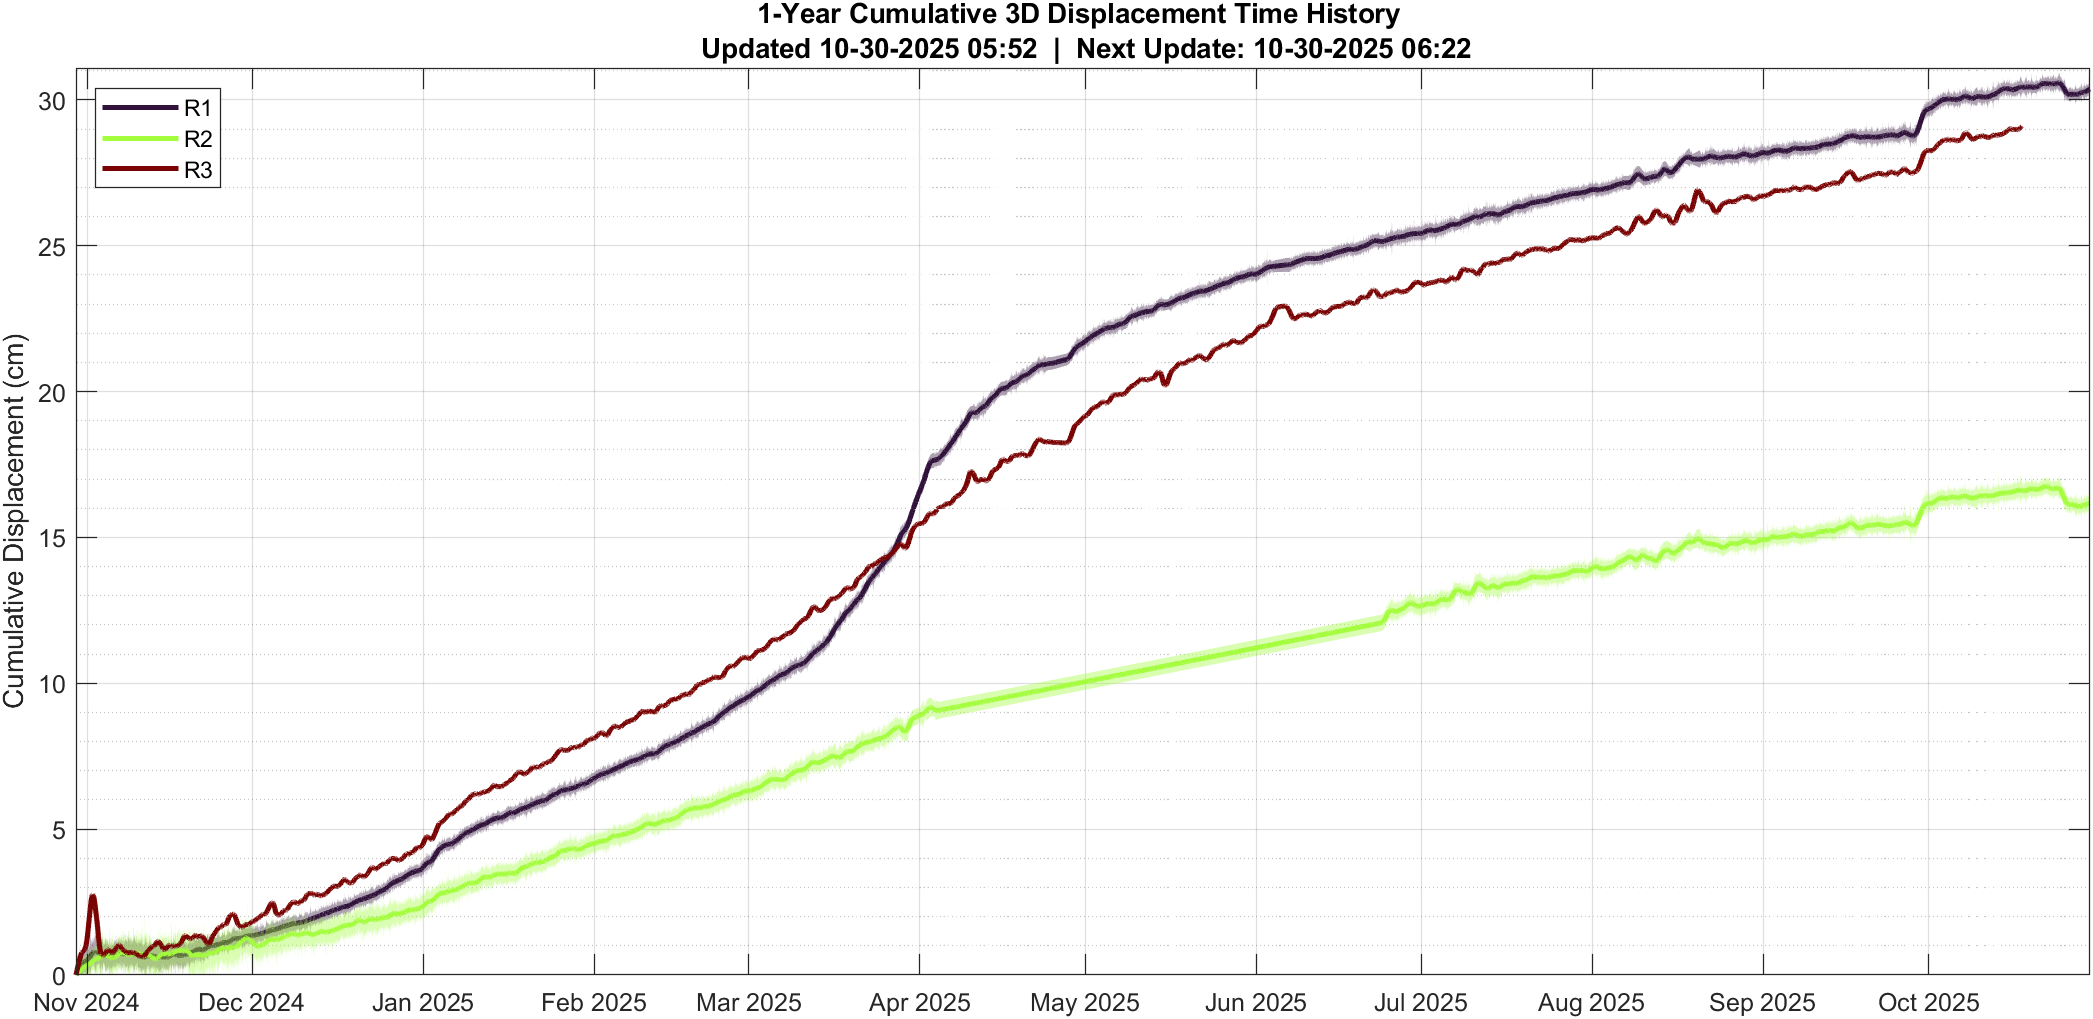 1-Year Cumulative 3D Displacement Time History
Updated 10-30-2025 05:52 | Next Update: 10-30-2025 06:22
R1
R2
R3
Cumulative Displacement (cm)
30
25
20
15
10
5
0
Nov 2024 Dec 2024 Jan 2025 Feb 2025 Mar 2025 Apr 2025 May 2025 Jun 2025 Jul 2025 Aug 2025 Sep 2025 Oct 2025